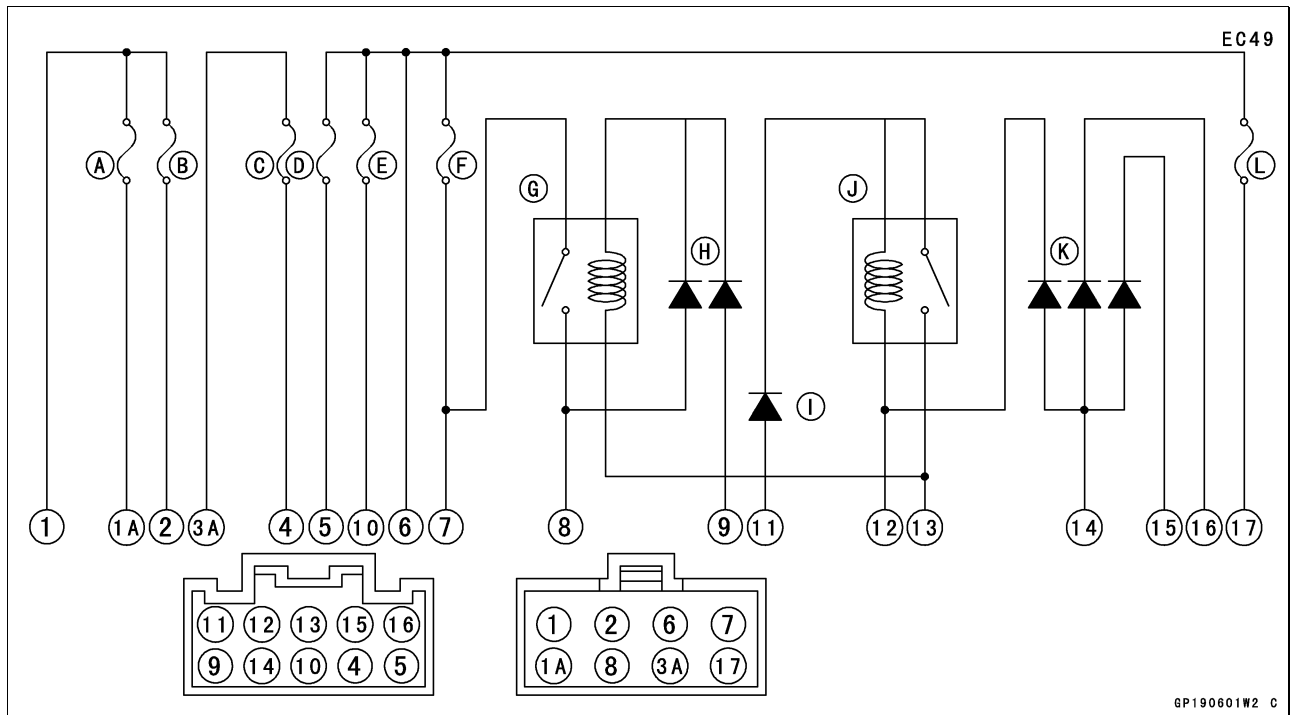 EC49
A B C D E F L
G J
H K
I
1 1A 2 3A 4 5 10 6 7 8 9 11 12 13 14 15 16 17
11 12 13 15 16
9 14 10 4 5
1 2 6 7
1A 8 3A 17
GP190601W2 C